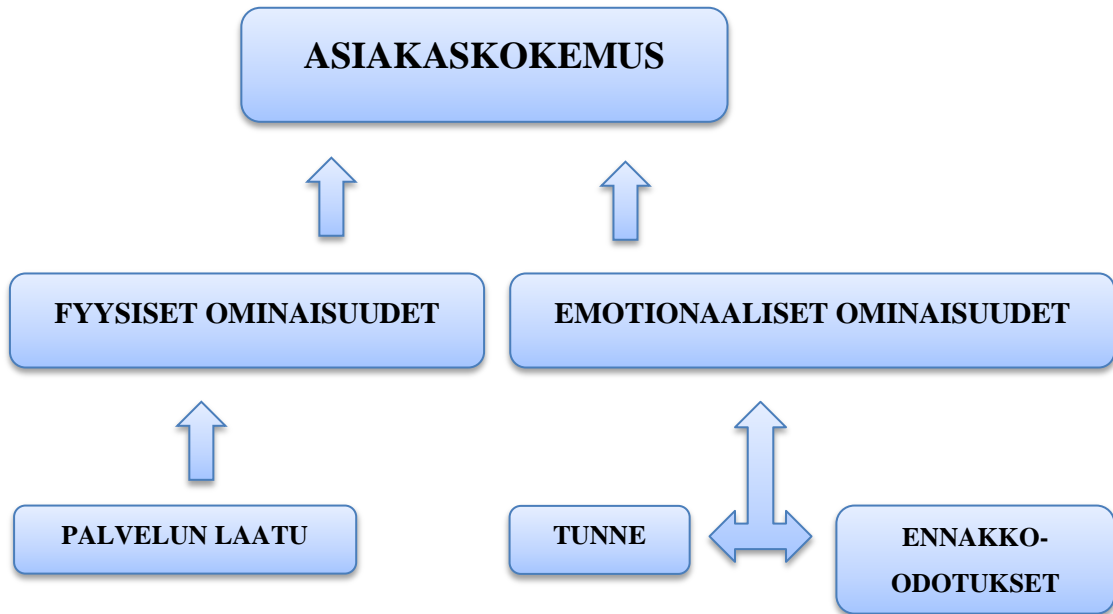 ASIAKASKOKEMUS
FYYSISET OMINAISUUDET
EMOTIONAALISET OMINAISUUDET
PALVELUN LAATU
TUNNE
ENNAKKO-
ODOTUKSET